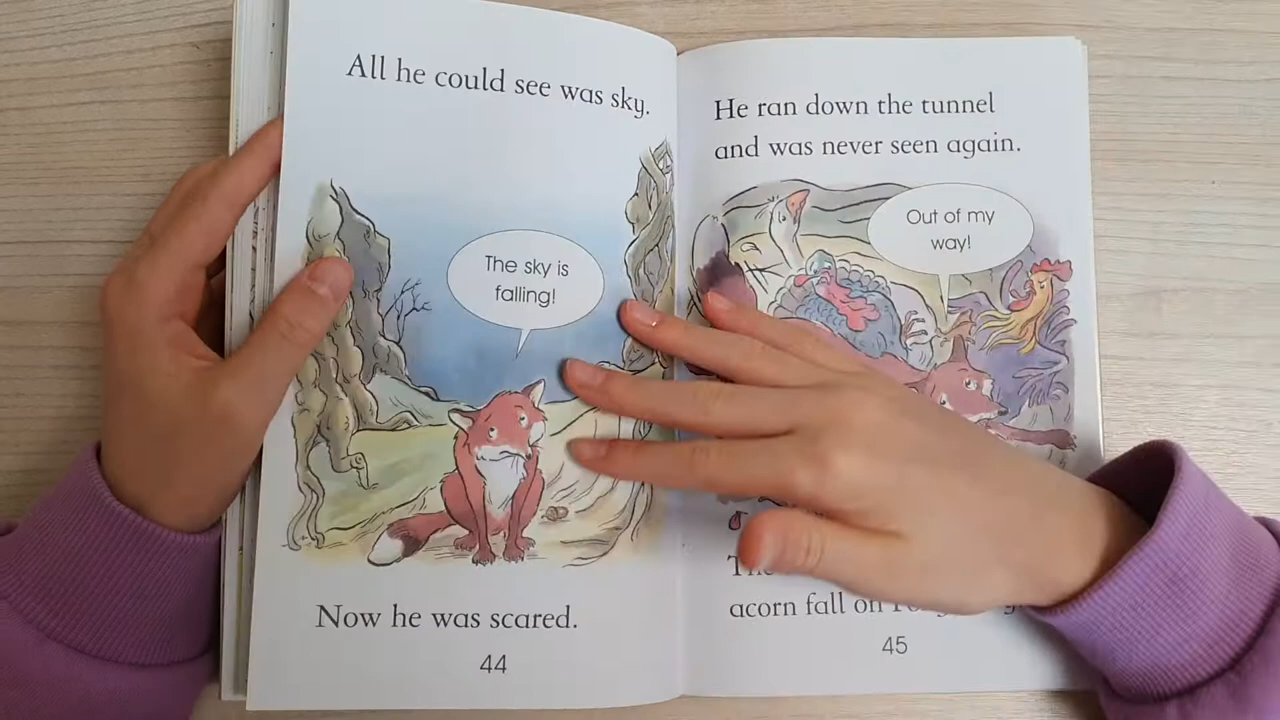 All he could see was sky.
The sky is
falling!
Now he was scared.
44
He ran down the tunnel
and was never seen again.
Out of my
way!
acorn fall on
45